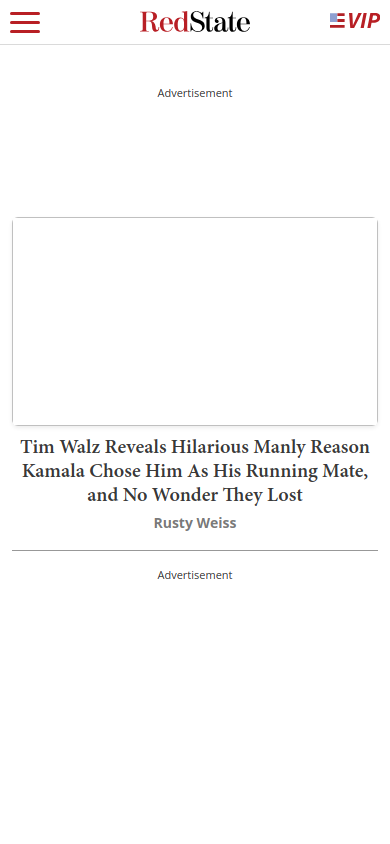 RedState
VIP
Advertisement
Tim Walz Reveals Hilarious Manly Reason
Kamala Chose Him As His Running Mate,
and No Wonder They Lost
Rusty Weiss
Advertisement